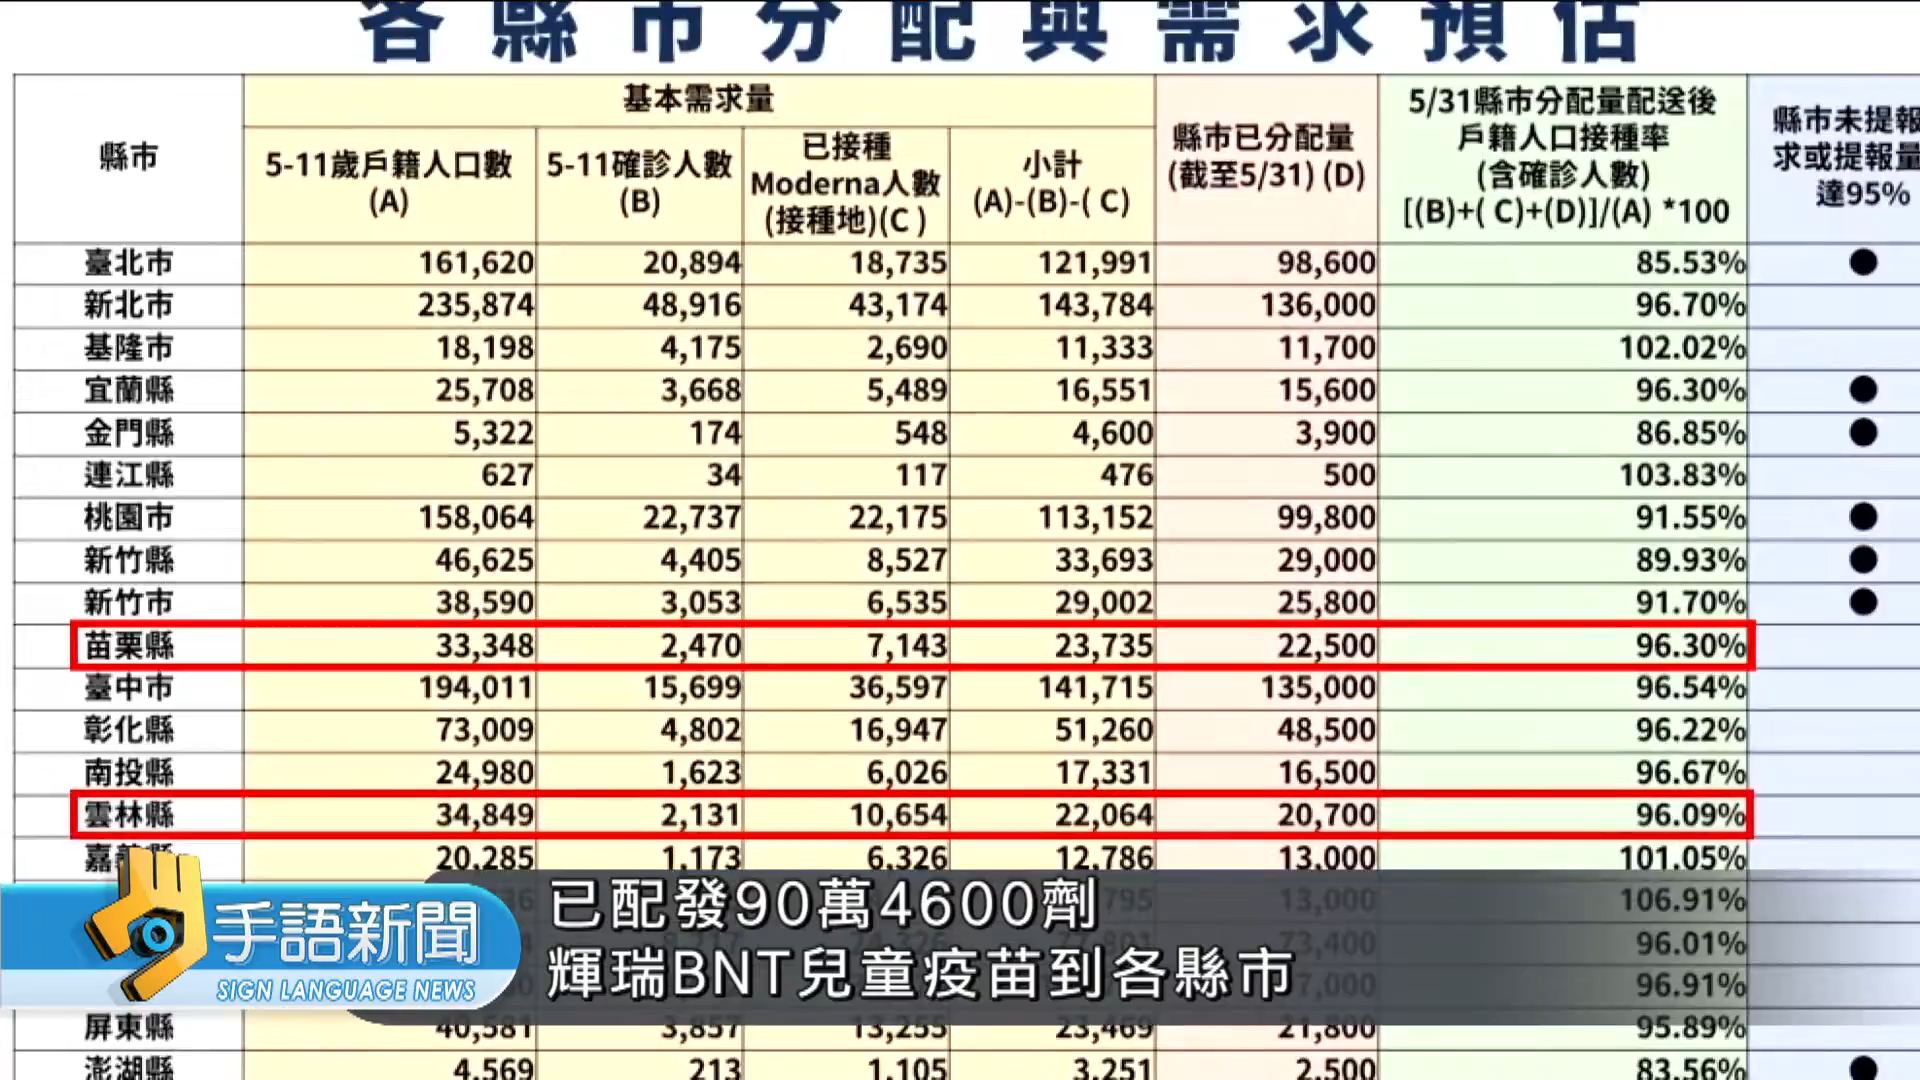 各縣市分配與需求預估
縣市
基本需求量
5-11歲戶籍人口數
(A)
5-11確診人數
(B)
已接種
Moderna人數
(接種地)(C )
小計
(A)-(B)-( C)
縣市已分配量
(截至5/31) (D)
5/31縣市分配量配送後
戶籍人口接種率
(含確診人數)
[(B)+( C)+(D)]/(A) *100
縣市未提報
求或提報量
達95%
臺北市 161,620 20,894 18,735 121,991 98,600 85.53% ●
新北市 235,874 48,916 43,174 143,784 136,000 96.70%
基隆市 18,198 4,175 2,690 11,333 11,700 102.02%
宜蘭縣 25,708 3,668 5,489 16,551 15,600 96.30% ●
金門縣 5,322 174 548 4,600 3,900 86.85% ●
連江縣 627 34 117 476 500 103.83%
桃園市 158,064 22,737 22,175 113,152 99,800 91.55% ●
新竹縣 46,625 4,405 8,527 33,693 29,000 89.93% ●
新竹市 38,590 3,053 6,535 29,002 25,800 91.70% ●
苗栗縣 33,348 2,470 7,143 23,735 22,500 96.30%
臺中市 194,011 15,699 36,597 141,715 135,000 96.54%
彰化縣 73,009 4,802 16,947 51,260 48,500 96.22%
南投縣 24,980 1,623 6,026 17,331 16,500 96.67%
雲林縣 34,849 2,131 10,654 22,064 20,700 96.09%
嘉 20,285 1,173 6,326 12,786 13,000 101.05%
13,000 106.91%
73,400 96.01%
96.91%
屏東縣 40,581 3,857 13,255 23,469 21,800 95.89%
澎湖縣 4,569 213 1,105 3,251 2,500 83.56% ●
手語新聞
SIGN LANGUAGE NEWS
已配發90萬4600劑
輝瑞BNT兒童疫苗到各縣市